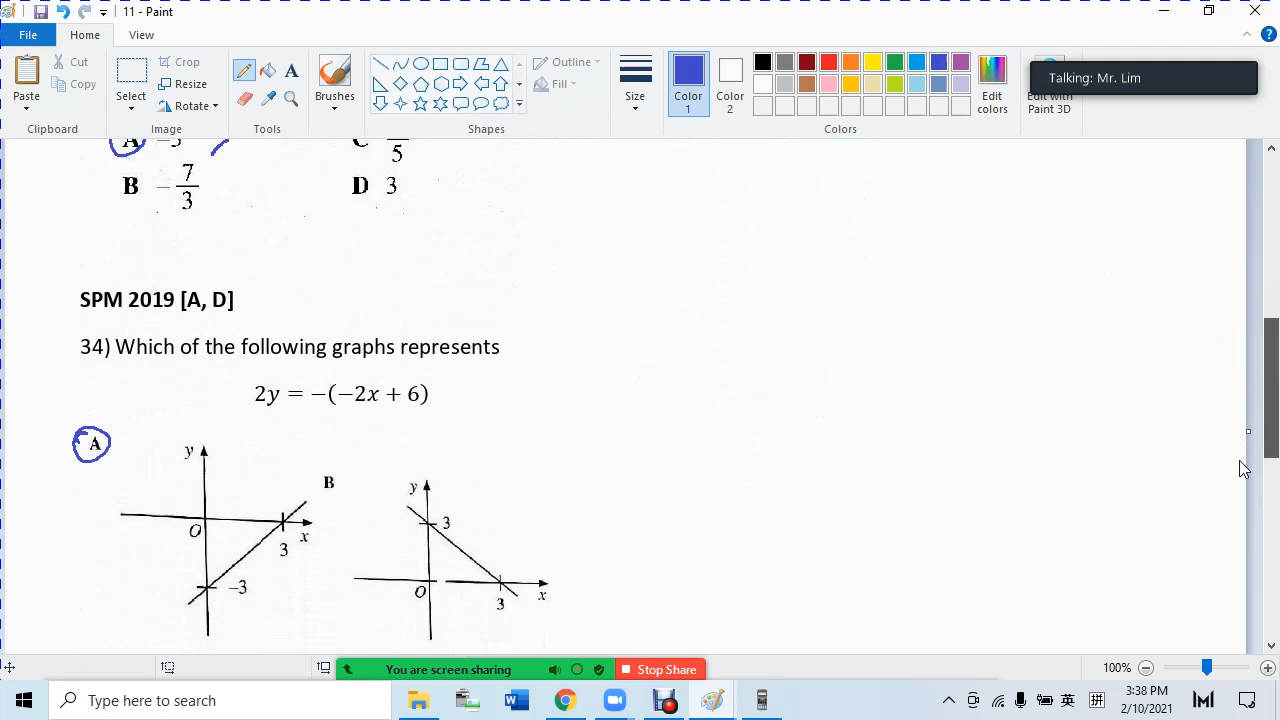 11 - Paint
File Home View
Cut
Copy
Paste
Clipboard
Crop
Resize
Rotate
Select
Image
A
Tools
Brushes
Outline
Fill
Shapes
Size
Color 1
Color 2
Edit colors
Edit with Paint 3D
Colors
Talking: Mr. Lim
5
B -7/3
D 3
SPM 2019 [A, D]
34) Which of the following graphs represents
2y = −(−2x + 6)
A
y
O
x
3
−3
B
y
3
O
x
3
You are screen sharing
Stop Share
100%
Type here to search
W
英
拼
3:38 PM
2/10/2021